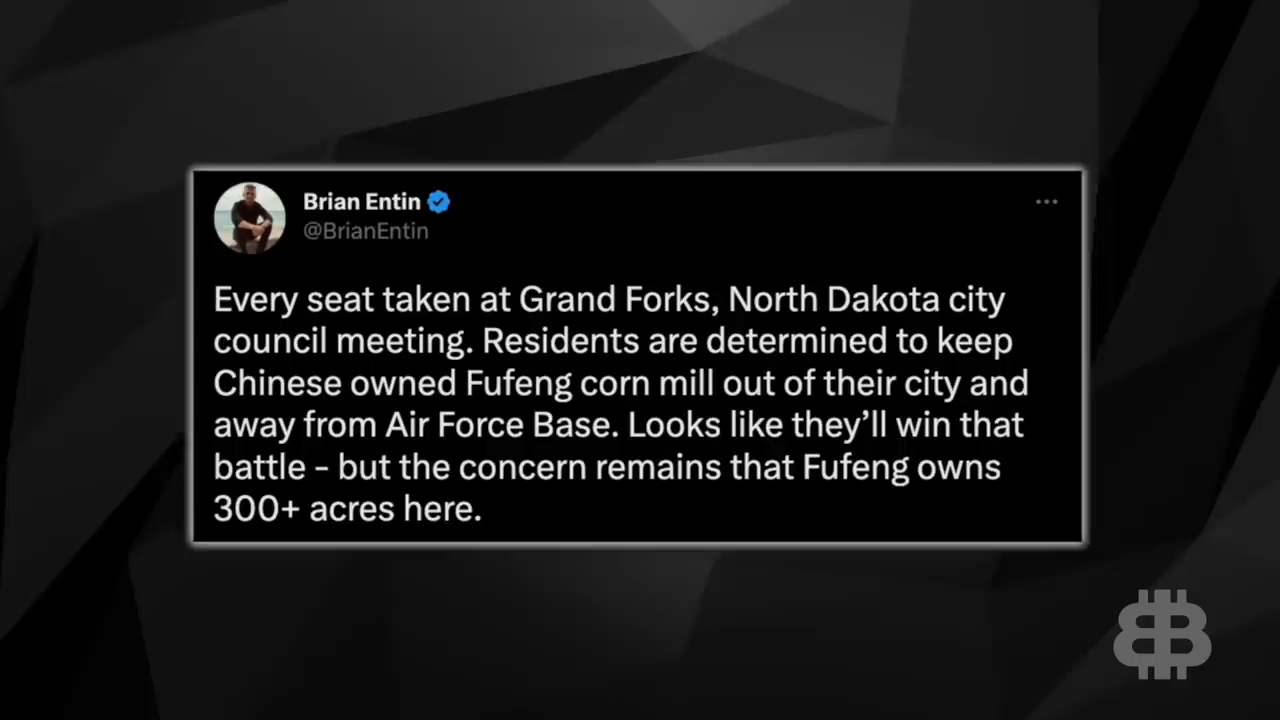 Brian Entin
@BrianEntin
Every seat taken at Grand Forks, North Dakota city
council meeting. Residents are determined to keep
Chinese owned Fufeng corn mill out of their city and
away from Air Force Base. Looks like they’ll win that
battle - but the concern remains that Fufeng owns
300+ acres here.